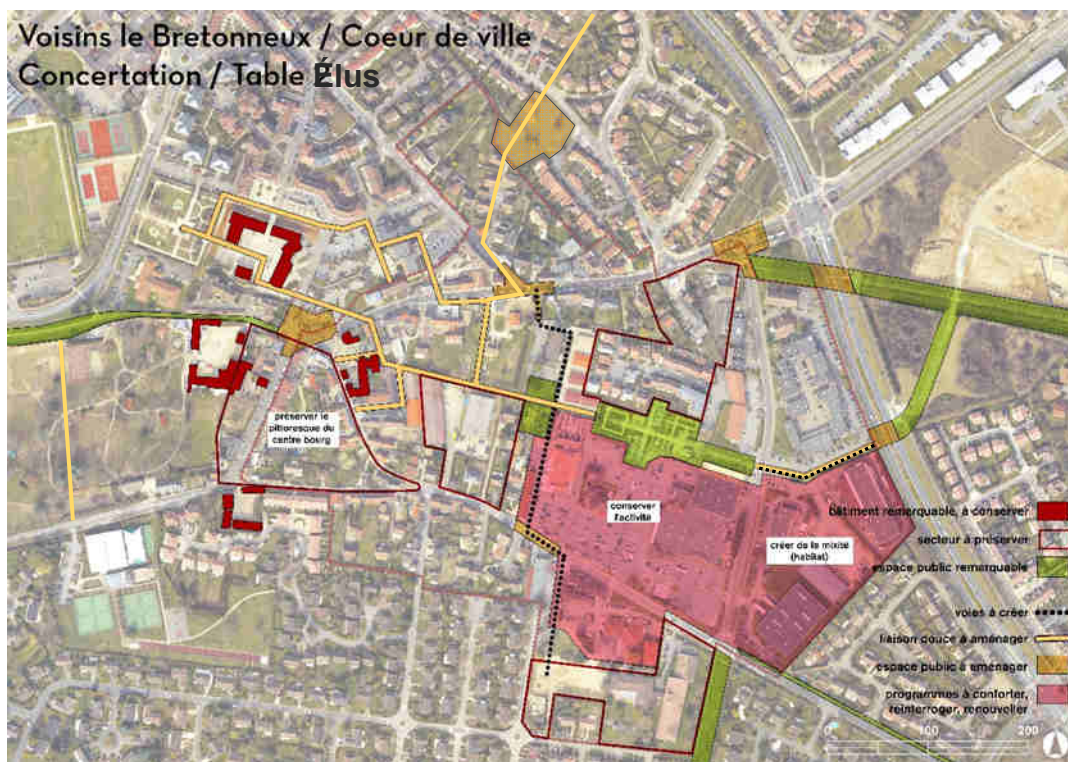 Voisins le Bretonneux / Coeur de ville
Concertation / Table Élus
préserver le
pittoresque du
centre bourg
conserver
l'activité
créer de la mixité
(habitat)
bâtiment remarquable, à conserver
secteur à préserver
espace public remarquable
voies à créer
liaison douce à aménager
espace public à aménager
programmes à conforter,
reinterroger, renouveller
0 100 200